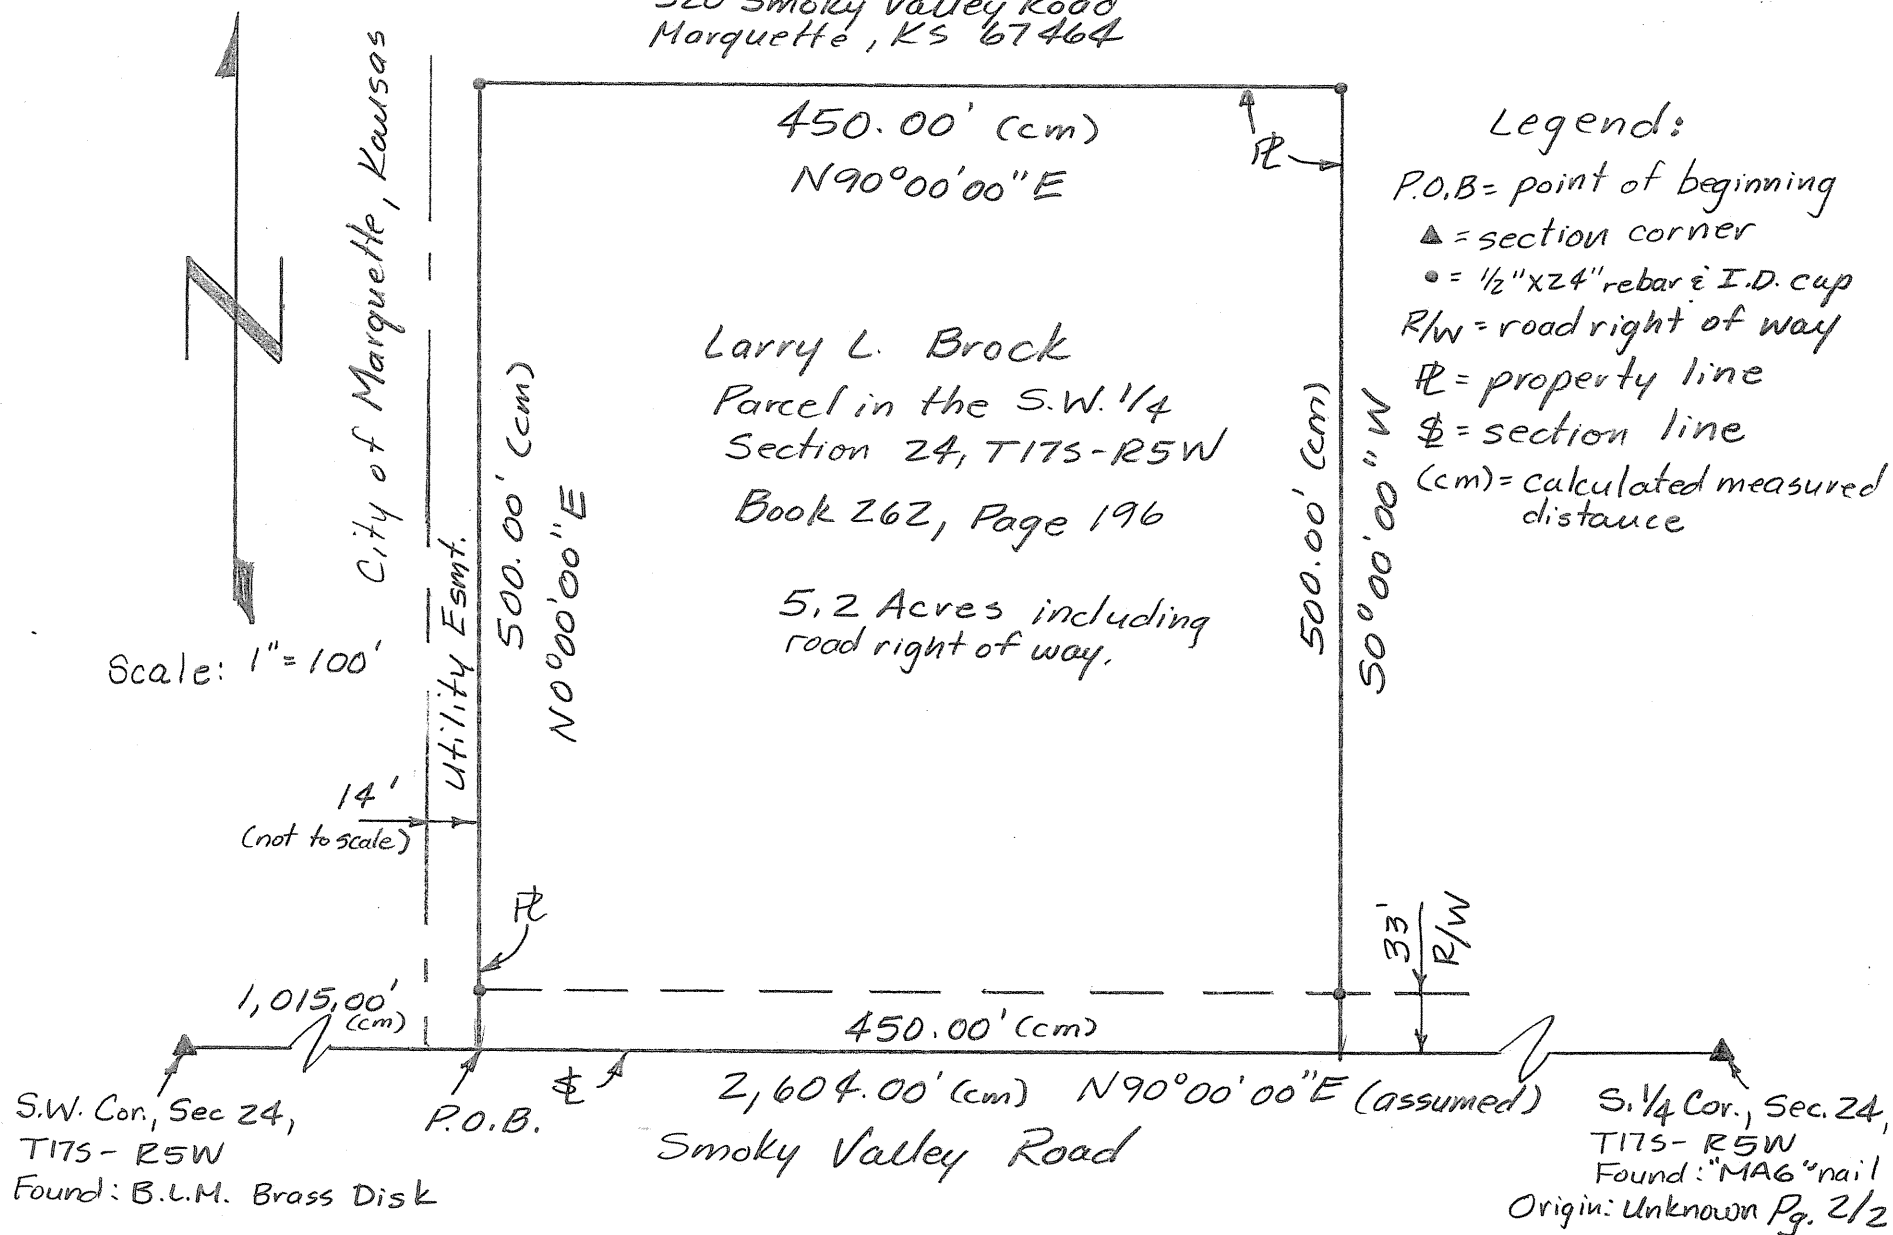 Marquette, KS 67464
450.00' (cm)
N90°00'00"E
℄
City of Marquette, Kansas
Legend:
P.O.B = point of beginning
▲ = section corner
• = 1/2"X24" rebar & I.D. cap
R/W = road right of way
℄ = property line
$ = section line
(cm) = calculated measured
distance
Larry L. Brock
Parcel in the S.W. 1/4
Section 24, T17S-R5W
Book 262, Page 196
5.2 Acres including
road right of way.
Scale: 1"=100'
Utility Esmt.
500.00' (cm)
N0°00'00"E
500.00' (cm)
S0°00'00"W
14'
(not to scale)
℄
33'
R/W
1,015.00'
(cm)
450.00' (cm)
2,604.00' (cm) N90°00'00"E (assumed)
Smoky Valley Road
P.O.B.
S.W. Cor., Sec 24,
T17S- R5W
Found: B.L.M. Brass Disk
S.1/4 Cor., Sec. 24,
T17S- R5W
Found: "MAG" nail
Origin: Unknown Pg. 2/2